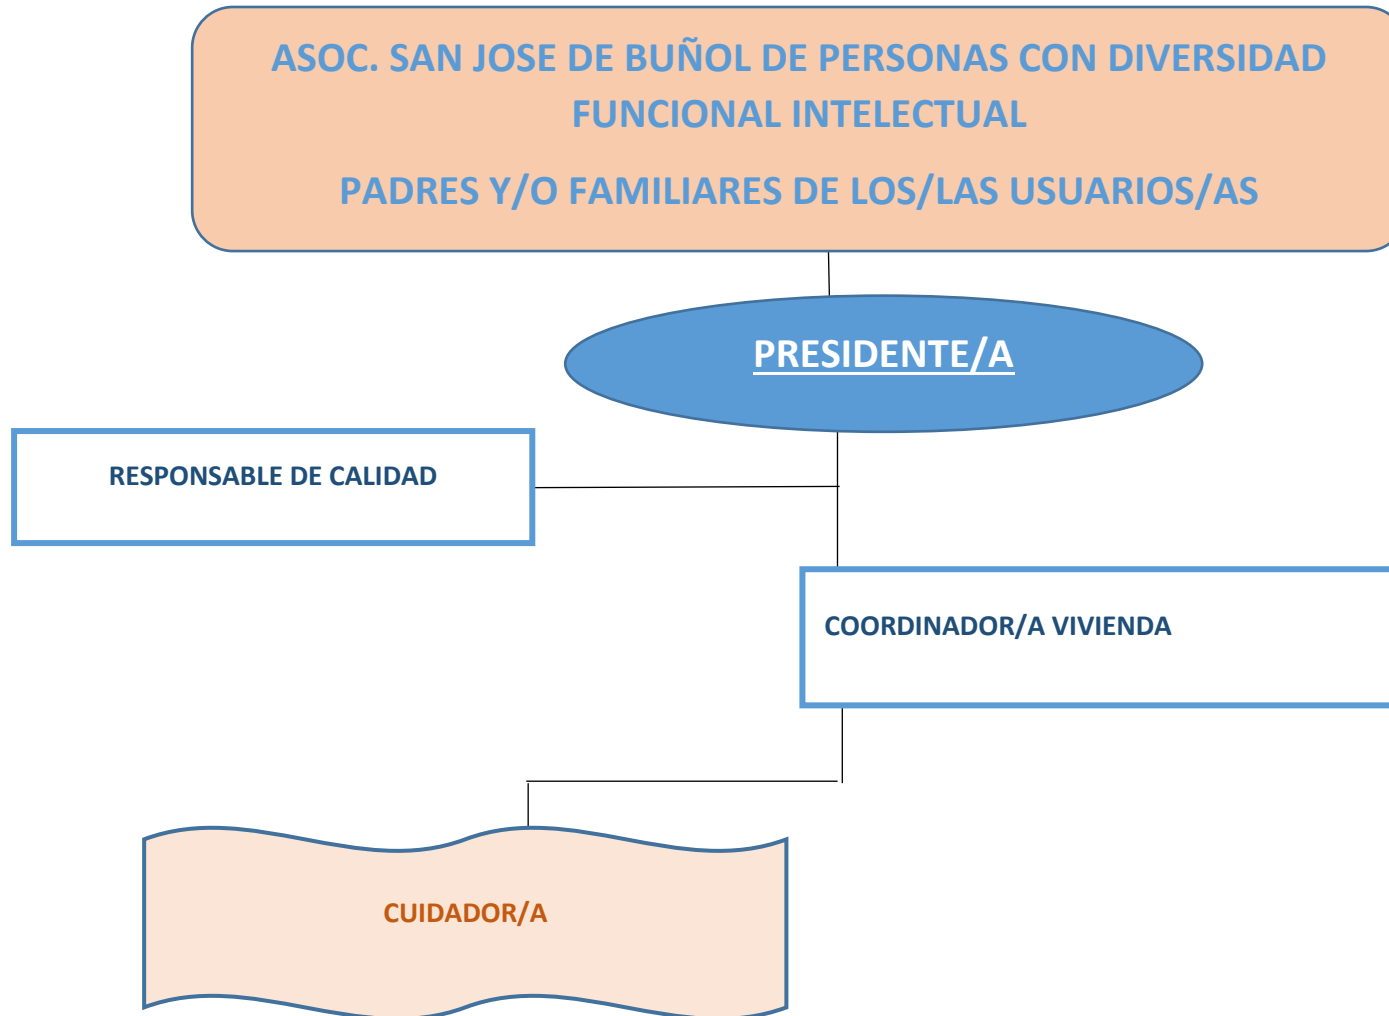 ASOC. SAN JOSE DE BUÑOL DE PERSONAS CON DIVERSIDAD
FUNCIONAL INTELECTUAL
PADRES Y/O FAMILIARES DE LOS/LAS USUARIOS/AS
PRESIDENTE/A
RESPONSABLE DE CALIDAD
COORDINADOR/A VIVIENDA
CUIDADOR/A